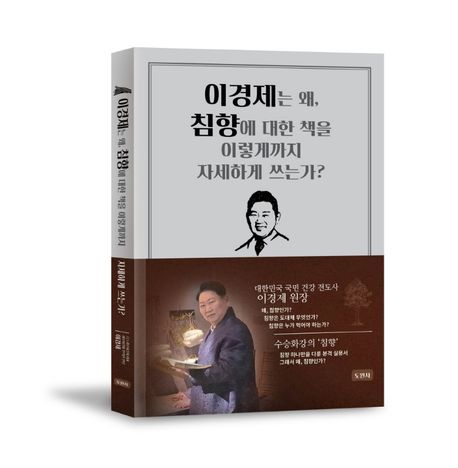 이경제는 왜,
침향에 대한 책을
이렇게까지
자세하게 쓰는가?
대한민국 국민 건강 전도사
이경제 원장
왜, 침향인가?
침향은 도대체 무엇인가?
침향은 누가 먹어야 하는가?
수승화강의 '침향'
침향 하나만을 다룬 본격 실용서
그래서 왜, 침향인가?
도원사
이경제는 왜, 침향에 대한 책을 이렇게까지
자세하게 쓰는가?
이경제